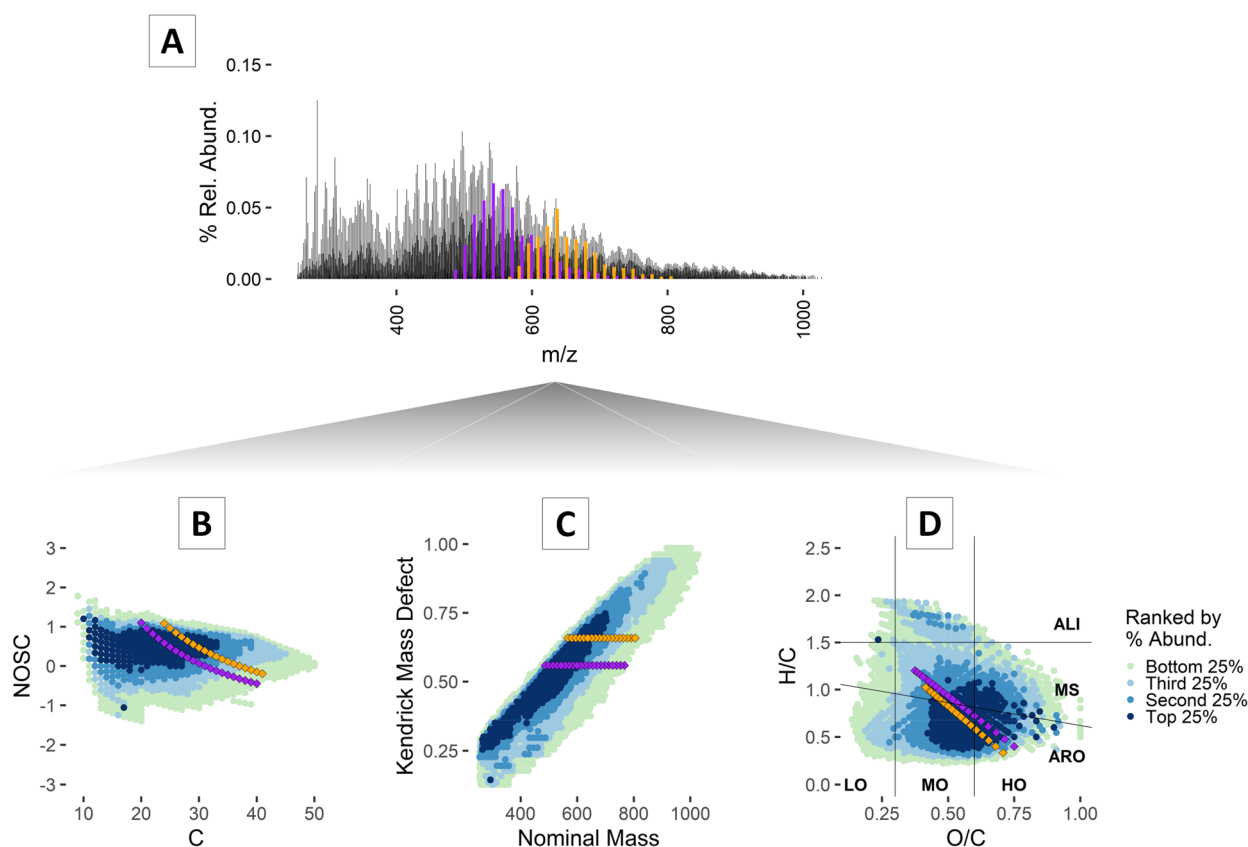 A
% Rel. Abund.
0.15
0.10
0.05
0.00
400
600
800
1000
m/z
B
NOSC
3
2
1
0
-1
-2
-3
10
20
30
40
50
C
C
Kendrick Mass Defect
1.00
0.75
0.50
0.25
400
600
800
1000
Nominal Mass
D
H/C
2.5
2.0
1.5
1.0
0.5
0.0
ALI
MS
ARO
LO
MO
HO
0.25
0.50
0.75
1.00
O/C
Ranked by
% Abund.
Bottom 25%
Third 25%
Second 25%
Top 25%